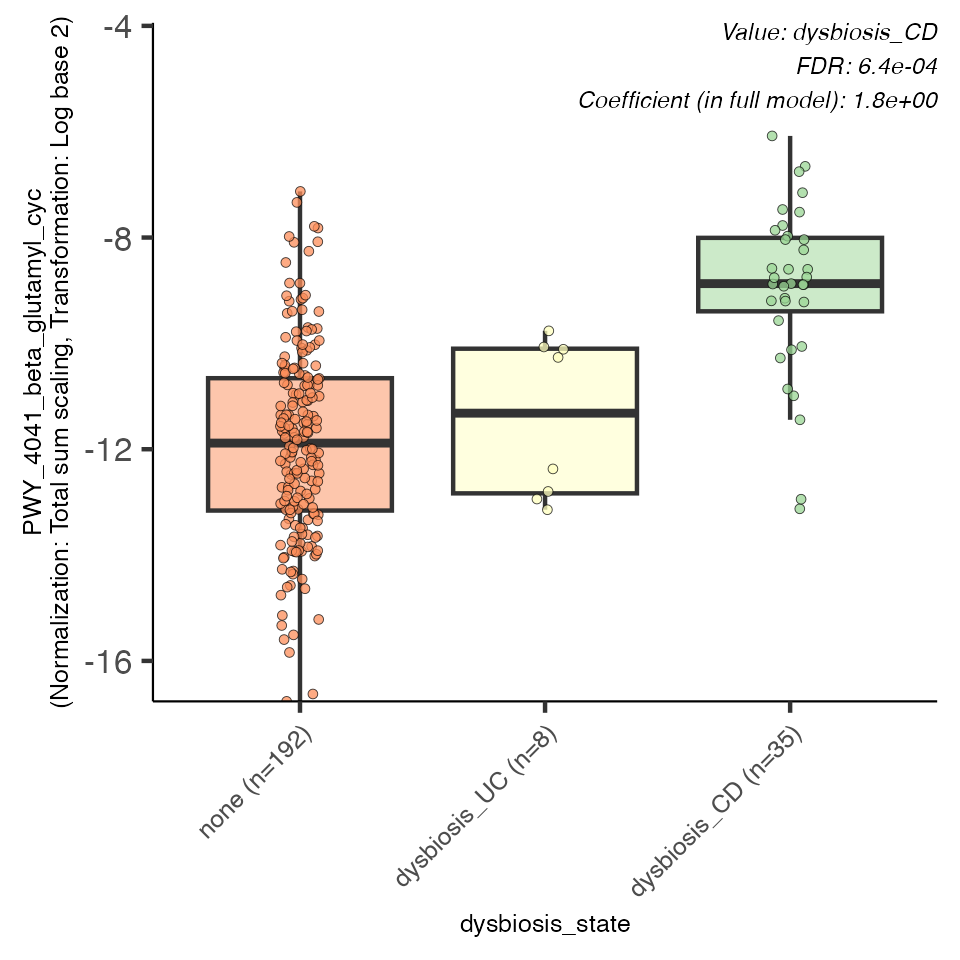 Value: dysbiosis_CD
FDR: 6.4e-04
Coefficient (in full model): 1.8e+00
PWY_4041_beta_glutamyl_cyc
(Normalization: Total sum scaling, Transformation: Log base 2)
-4
-8
-12
-16
none (n=192)
dysbiosis_UC (n=8)
dysbiosis_CD (n=35)
dysbiosis_state